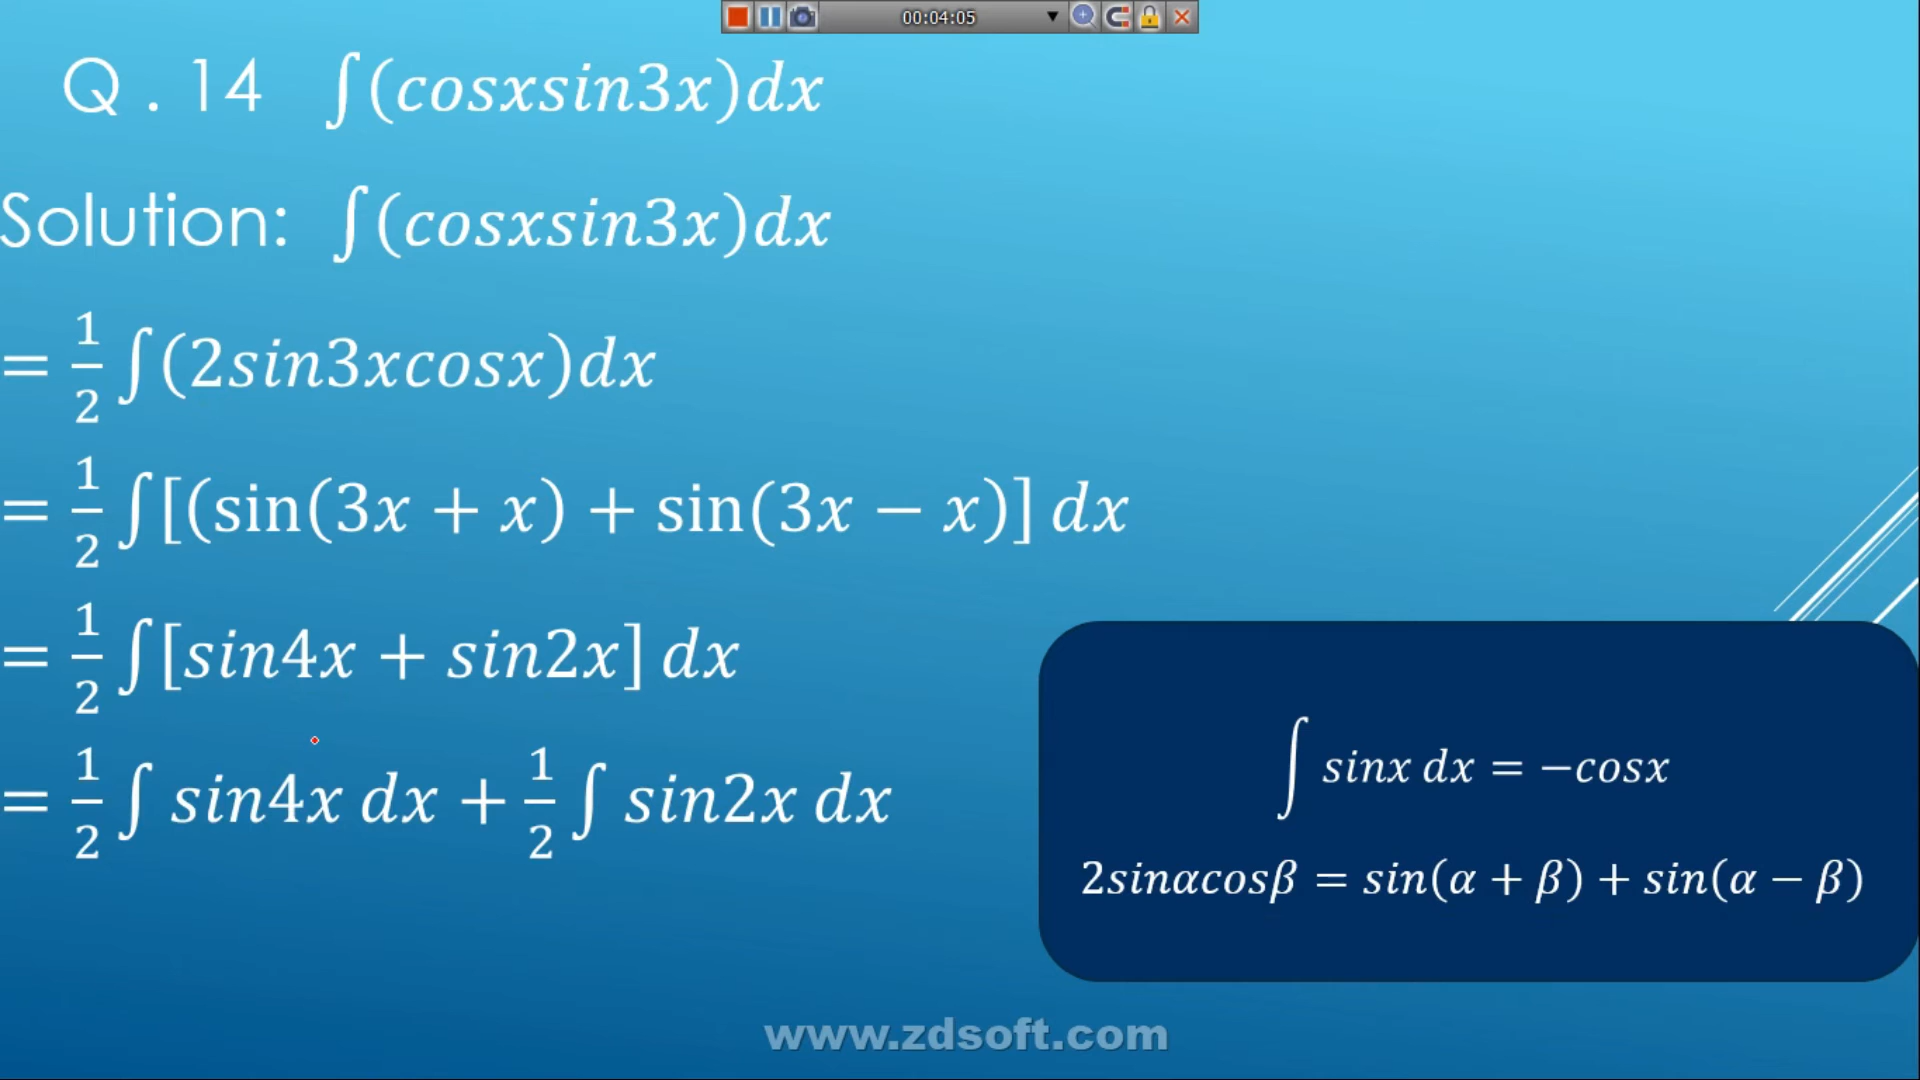 00:04:05
Q . 14 ∫(cosxsin3x)dx
Solution: ∫(cosxsin3x)dx
= 1/2 ∫(2sin3xcosx)dx
= 1/2 ∫[(sin(3x + x) + sin(3x − x)] dx
= 1/2 ∫[sin4x + sin2x] dx
= 1/2 ∫ sin4x dx + 1/2 ∫ sin2x dx
∫ sinx dx = −cosx
2sinαcosβ = sin(α + β) + sin(α − β)
www.zdsoft.com